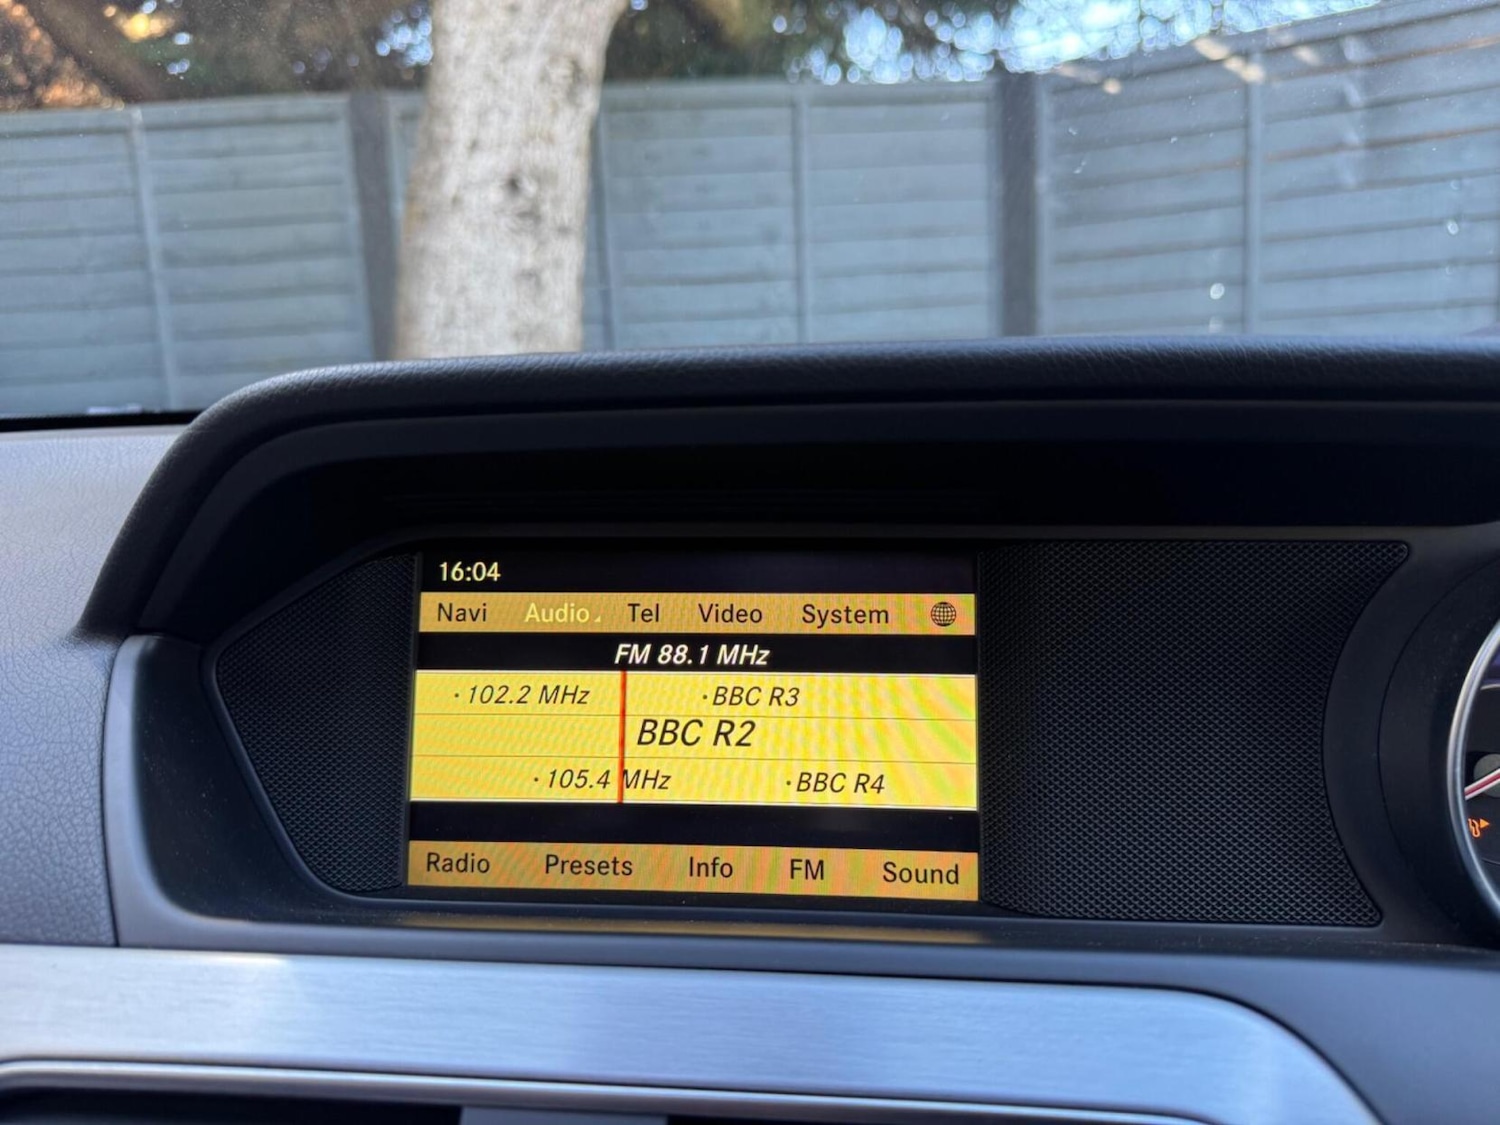 16:04
Navi Audio Tel Video System
FM 88.1 MHz
·102.2 MHz ·BBC R3
BBC R2
·105.4 MHz ·BBC R4
Radio Presets Info FM Sound